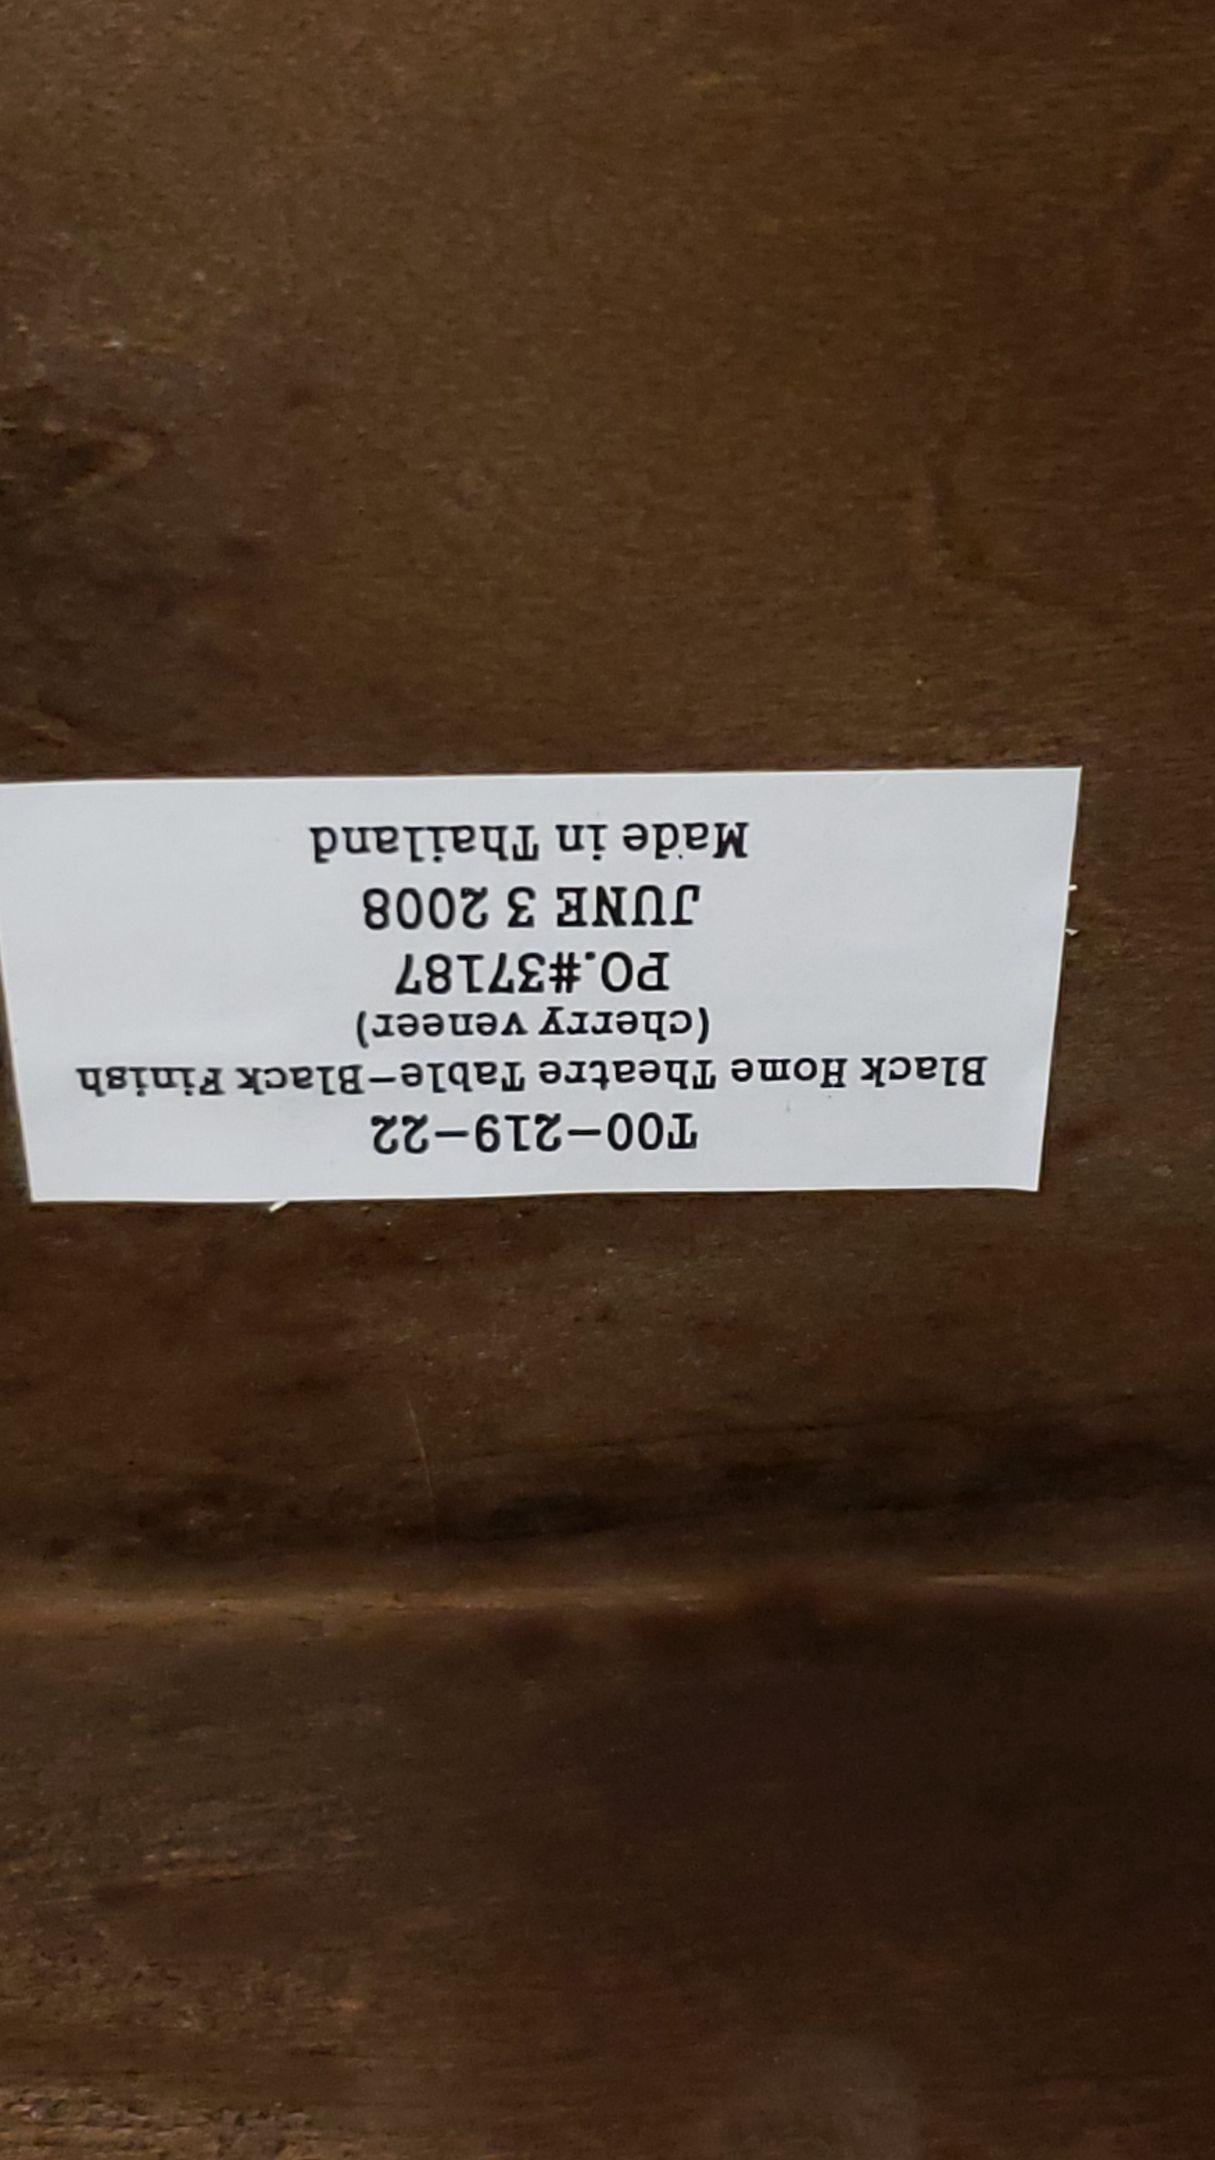 T00-219-22
Black Home Theatre Table-Black Finish
(cherry veneer)
PO.#37187
JUNE 3 2008
Made in Thailand